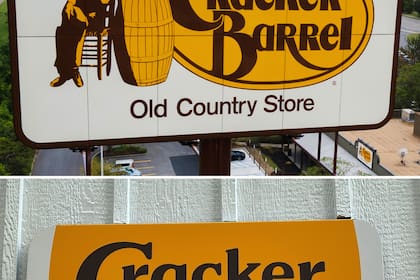 Cracker
Barrel
Old Country Store
Cracker